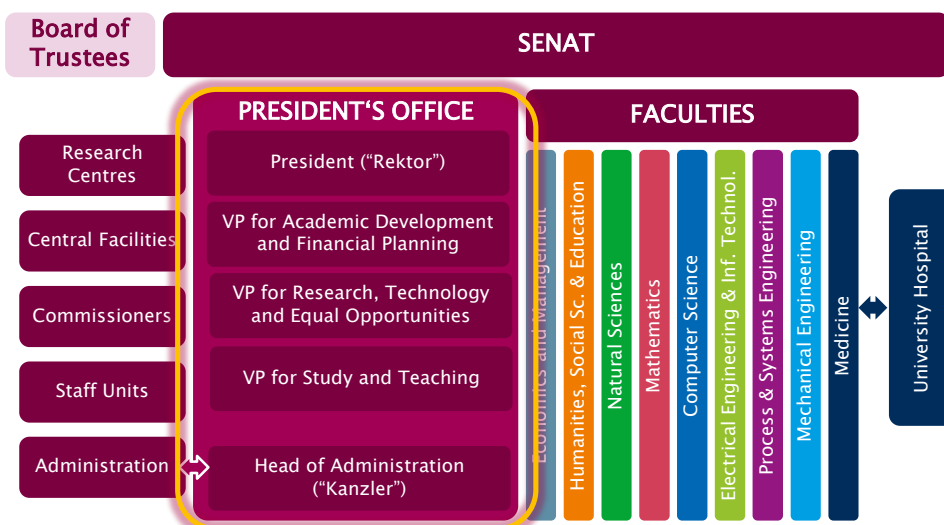 Board of
Trustees
SENAT
PRESIDENT‘S OFFICE
FACULTIES
Research
Centres
Central Facilities
Commissioners
Staff Units
Administration
President (“Rektor”)
VP for Academic Development
and Financial Planning
VP for Research, Technology
and Equal Opportunities
VP for Study and Teaching
Head of Administration
(“Kanzler”)
Economics and Management
Humanities, Social Sc. & Education
Natural Sciences
Mathematics
Computer Science
Electrical Engineering & Inf. Technol.
Process & Systems Engineering
Mechanical Engineering
Medicine
University Hospital